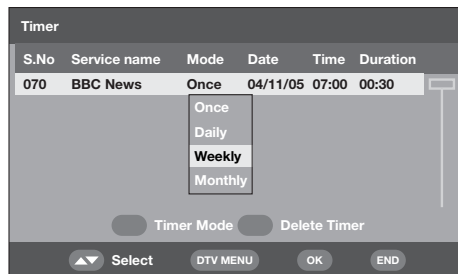 Timer
S.No Service name Mode Date Time Duration
070 BBC News Once 04/11/05 07:00 00:30
Once
Daily
Weekly
Monthly
Timer Mode Delete Timer
Select DTV MENU OK END